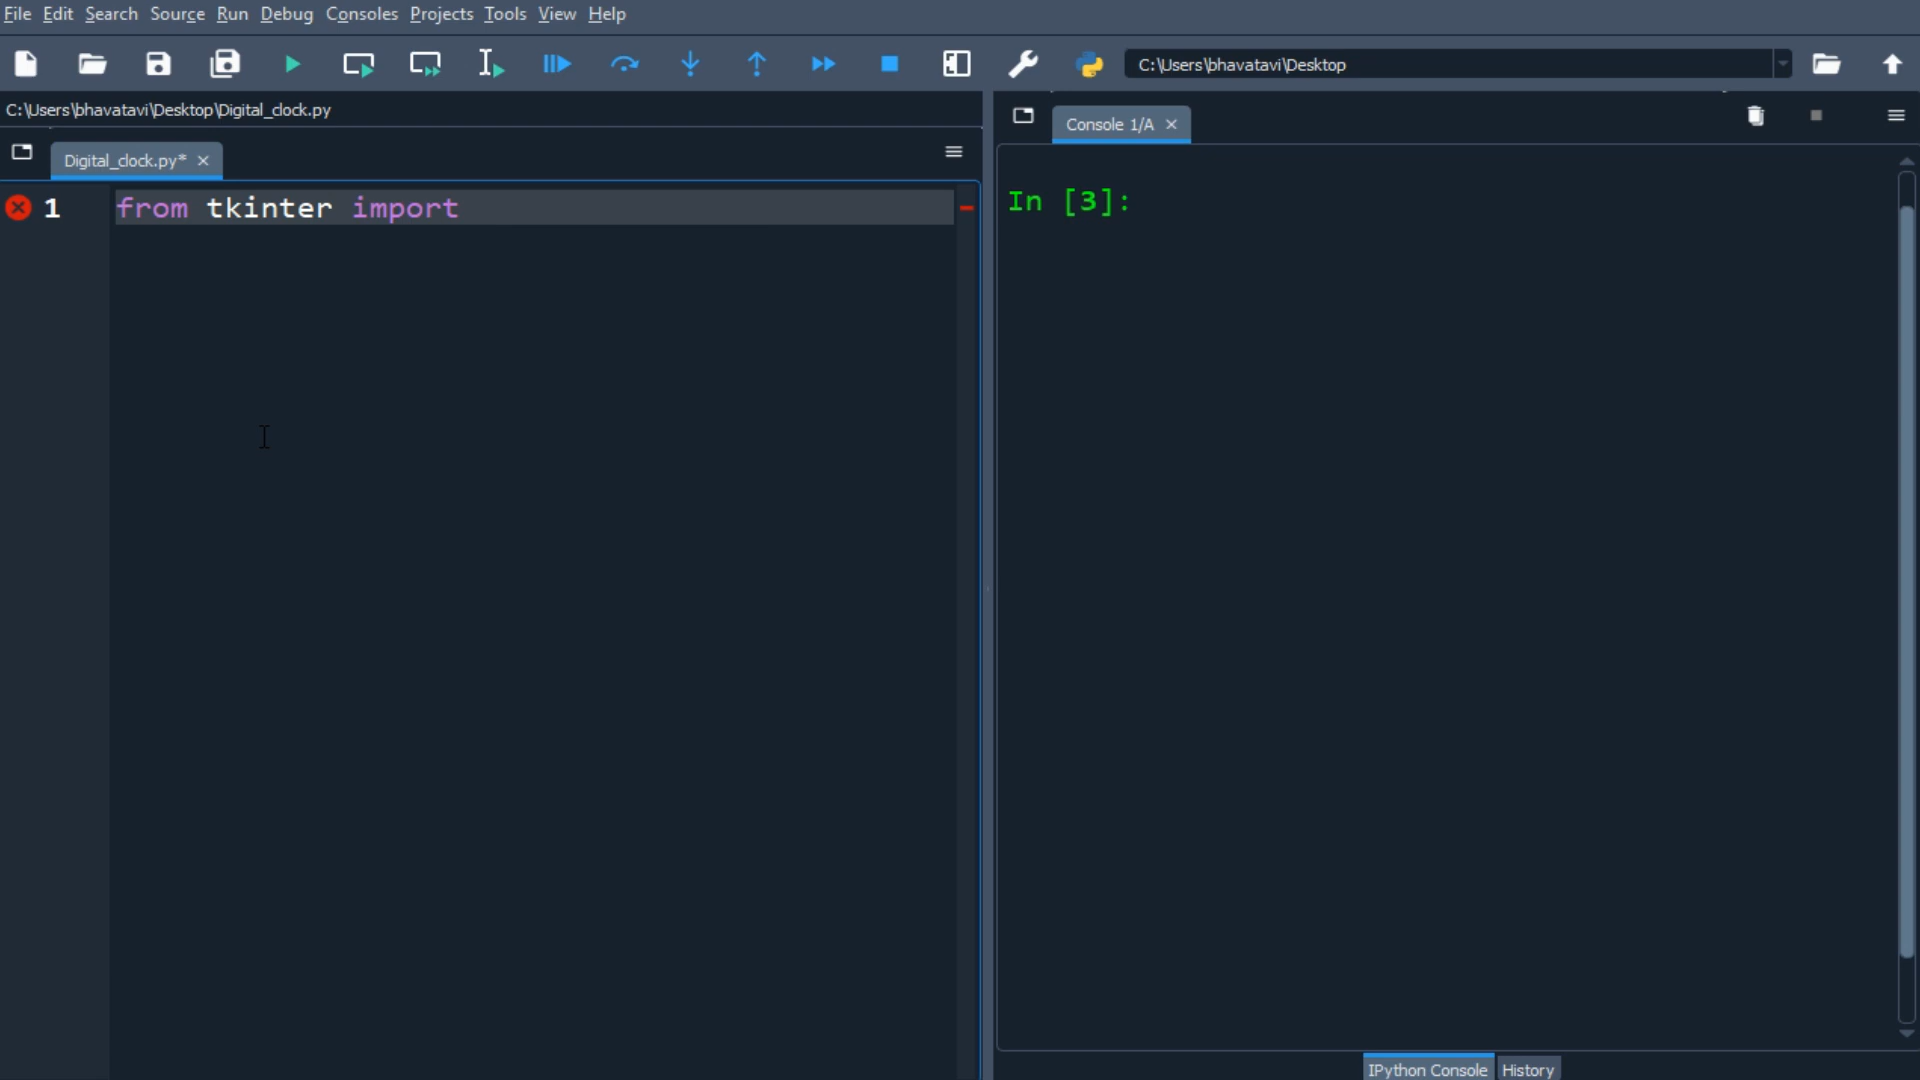 File Edit Search Source Run Debug Consoles Projects Tools View Help
C:\Users\bhavatavi\Desktop
C:\Users\bhavatavi\Desktop\Digital_clock.py
Console 1/A
Digital_clock.py*
1 from tkinter import
In [3]:
IPython Console History